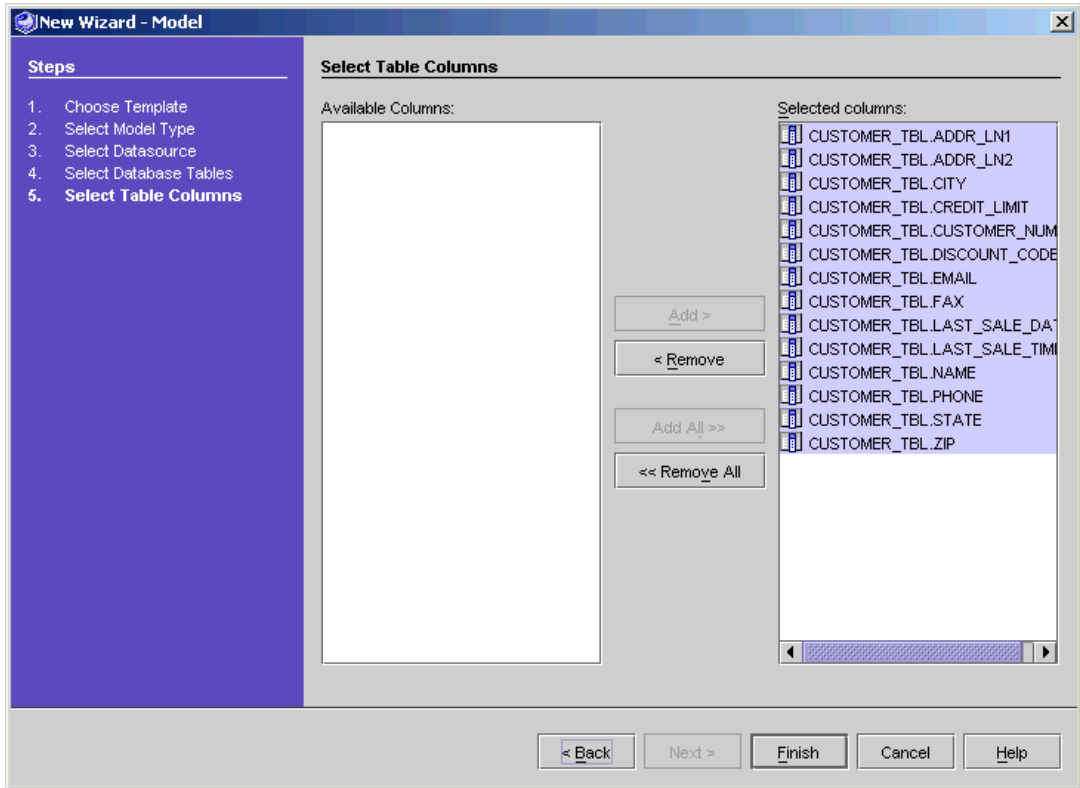 New Wizard - Model
Steps
1. Choose Template
2. Select Model Type
3. Select Datasource
4. Select Database Tables
5. Select Table Columns
Select Table Columns
Available Columns:
Add >
< Remove
Add All >>
<< Remove All
Selected columns:
CUSTOMER_TBL.ADDR_LN1
CUSTOMER_TBL.ADDR_LN2
CUSTOMER_TBL.CITY
CUSTOMER_TBL.CREDIT_LIMIT
CUSTOMER_TBL.CUSTOMER_NUM
CUSTOMER_TBL.DISCOUNT_CODE
CUSTOMER_TBL.EMAIL
CUSTOMER_TBL.FAX
CUSTOMER_TBL.LAST_SALE_DAT
CUSTOMER_TBL.LAST_SALE_TIM
CUSTOMER_TBL.NAME
CUSTOMER_TBL.PHONE
CUSTOMER_TBL.STATE
CUSTOMER_TBL.ZIP
< Back Next > Finish Cancel Help